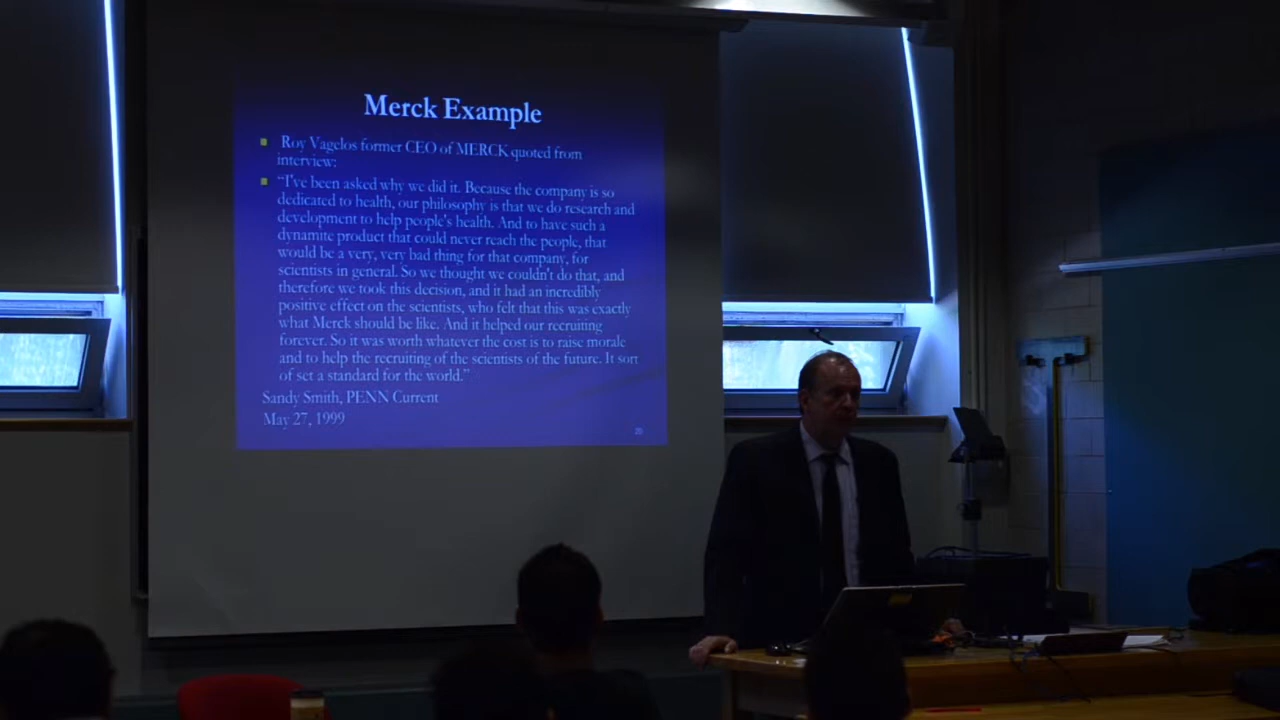 Merck Example
Roy Vagelos former CEO of MERCK quoted from
interview:
"I've been asked why we did it. Because the company is so
dedicated to health, our philosophy is that we do research and
development to help people's health. And to have such a
dynamite product that could never reach the people, that
would be a very, very bad thing for that company, for
scientists in general. So we thought we couldn't do that, and
therefore we took this decision, and it had an incredibly
positive effect on the scientists, who felt that this was exactly
what Merck should be like. And it helped our recruiting
forever. So it was worth whatever the cost is to raise morale
and to help the recruiting of the scientists of the future. It sort
of set a standard for the world."
Sandy Smith, PENN Current
May 27, 1999
20